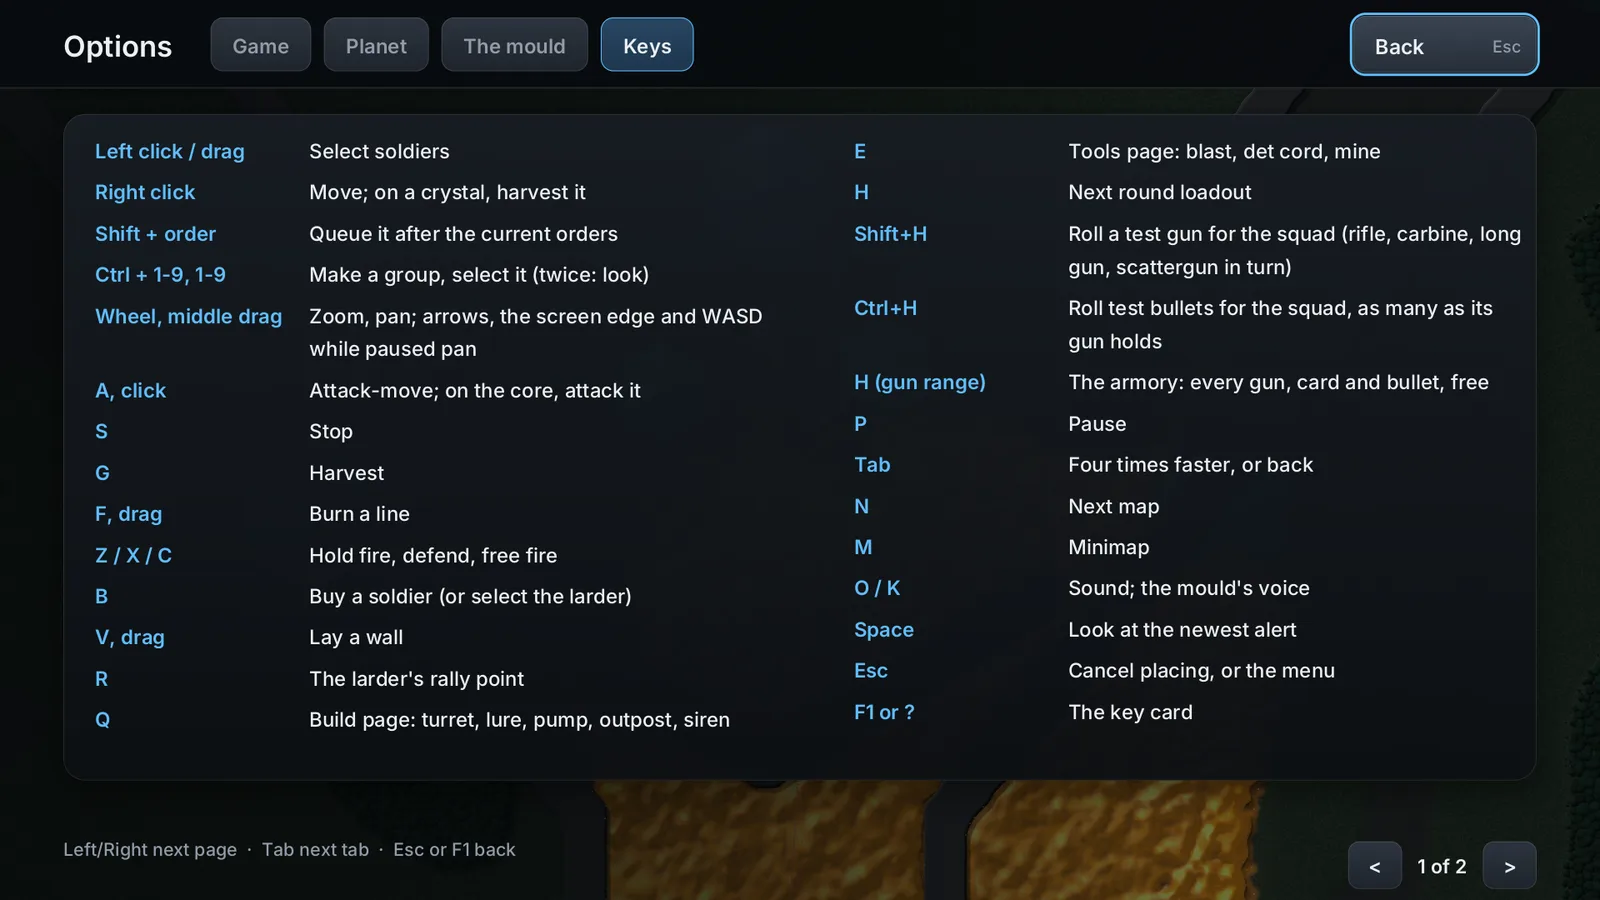 Options
Game
Planet
The mould
Keys
Back
Esc
Left click / drag Select soldiers
Right click Move; on a crystal, harvest it
Shift + order Queue it after the current orders
Ctrl + 1-9, 1-9 Make a group, select it (twice: look)
Wheel, middle drag Zoom, pan; arrows, the screen edge and WASD
while paused pan
A, click Attack-move; on the core, attack it
S Stop
G Harvest
F, drag Burn a line
Z / X / C Hold fire, defend, free fire
B Buy a soldier (or select the larder)
V, drag Lay a wall
R The larder's rally point
Q Build page: turret, lure, pump, outpost, siren
E Tools page: blast, det cord, mine
H Next round loadout
Shift+H Roll a test gun for the squad (rifle, carbine, long
gun, scattergun in turn)
Ctrl+H Roll test bullets for the squad, as many as its
gun holds
H (gun range) The armory: every gun, card and bullet, free
P Pause
Tab Four times faster, or back
N Next map
M Minimap
O / K Sound; the mould's voice
Space Look at the newest alert
Esc Cancel placing, or the menu
F1 or ? The key card
Left/Right next page · Tab next tab · Esc or F1 back
< 1 of 2 >